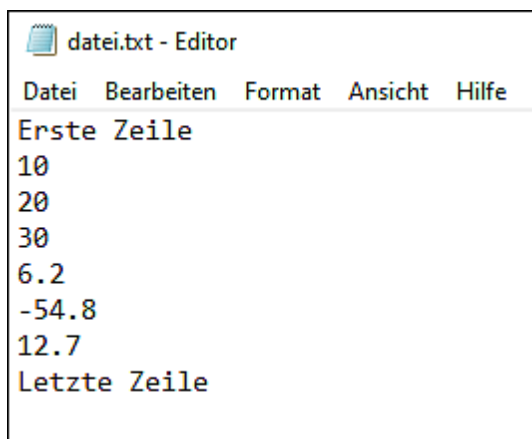 datei.txt - Editor
Datei Bearbeiten Format Ansicht Hilfe
Erste Zeile
10
20
30
6.2
-54.8
12.7
Letzte Zeile